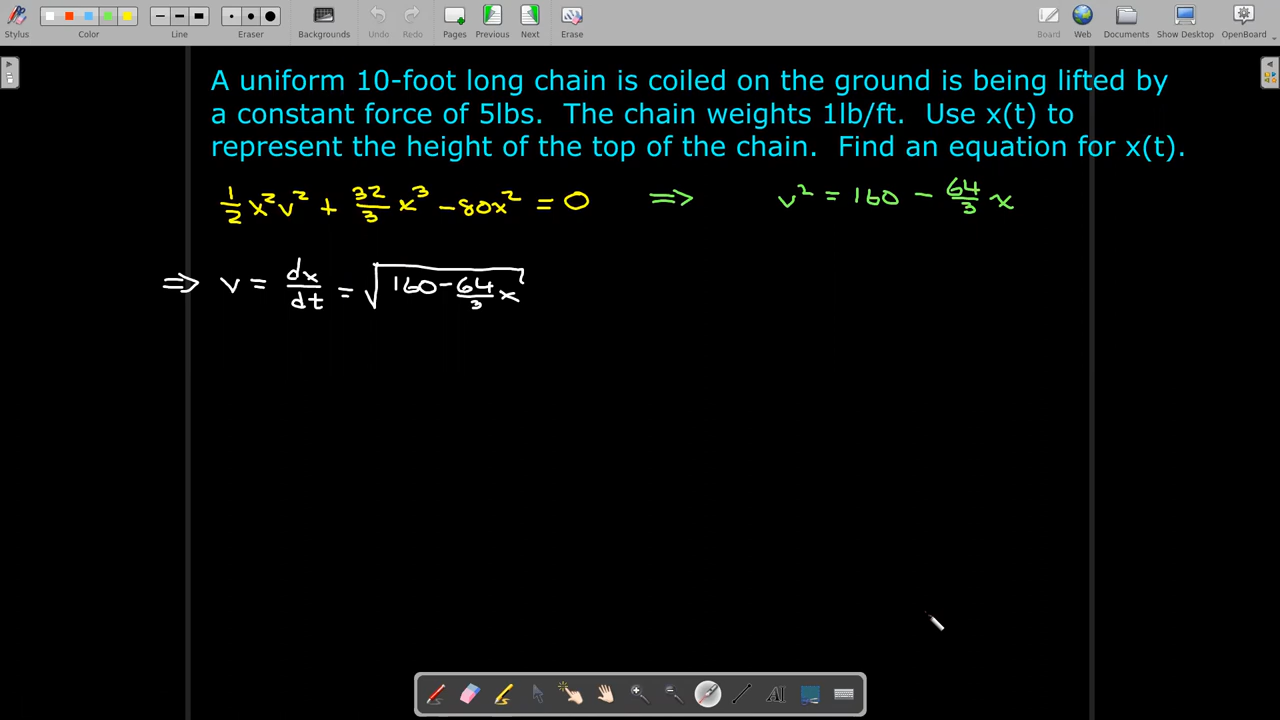 Stylus
Color
Line
Eraser
Backgrounds
Undo
Redo
Pages
Previous
Next
Erase
Board
Web
Documents
Show Desktop
OpenBoard
A uniform 10-foot long chain is coiled on the ground is being lifted by
a constant force of 5lbs. The chain weights 1lb/ft. Use x(t) to
represent the height of the top of the chain. Find an equation for x(t).
1/2 x²v² + 32/3 x³ - 80x² = 0 ⇒ v² = 160 - 64/3 x
⇒ v = dx/dt = √(160 - 64/3 x)
AI